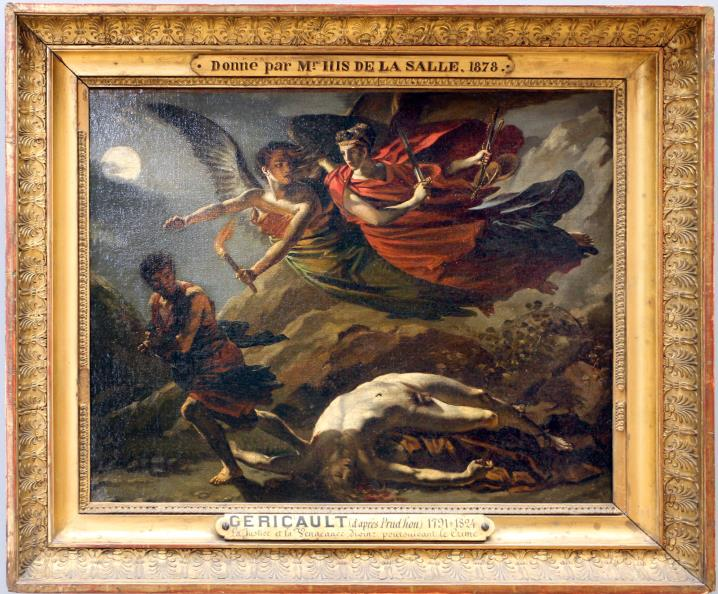 Donné par Mr HIS DE LA SALLE, 1878.
GERICAULT (d'après Prud'hon) 1791-1824
La Justice et la Vengeance divine poursuivant le Crime